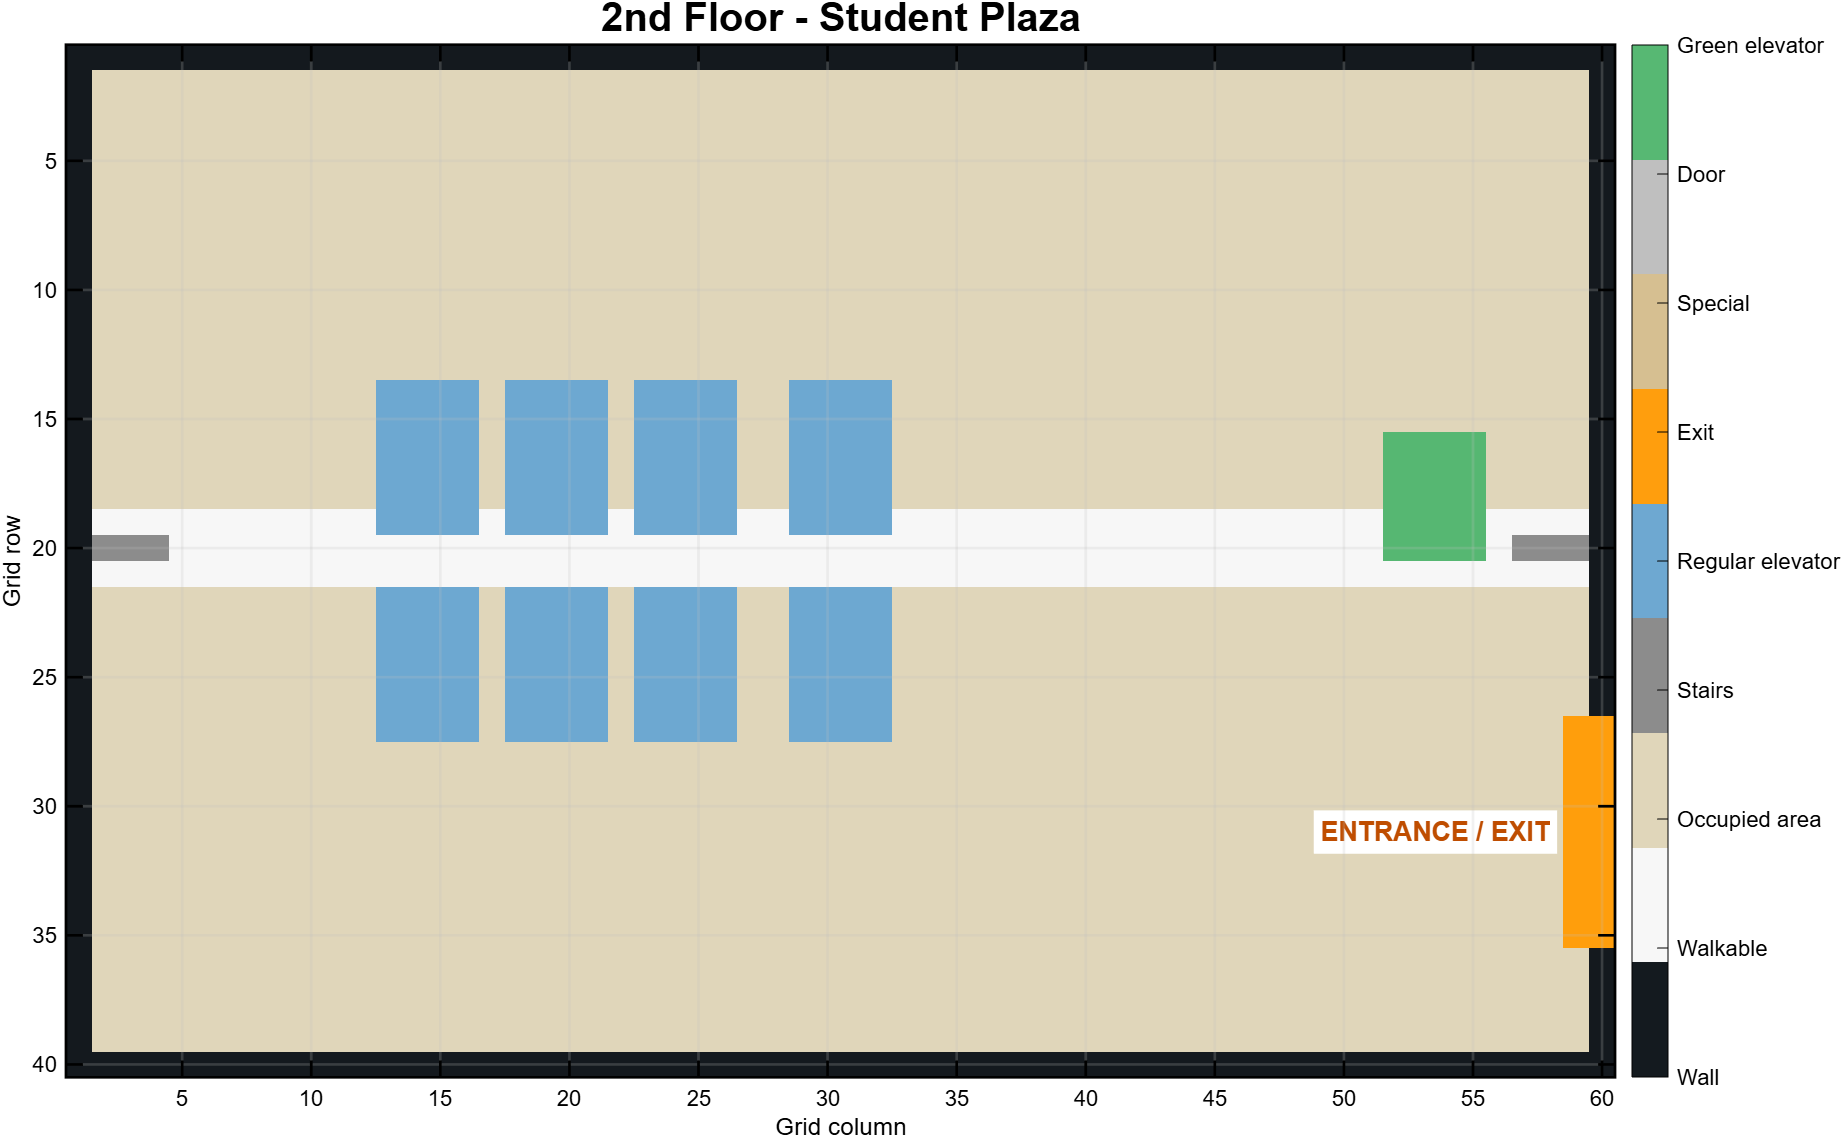 2nd Floor - Student Plaza
Grid row
5
10
15
20
25
30
35
40
ENTRANCE / EXIT
5
10
15
20
25
30
35
40
45
50
55
60
Grid column
Green elevator
Door
Special
Exit
Regular elevator
Stairs
Occupied area
Walkable
Wall